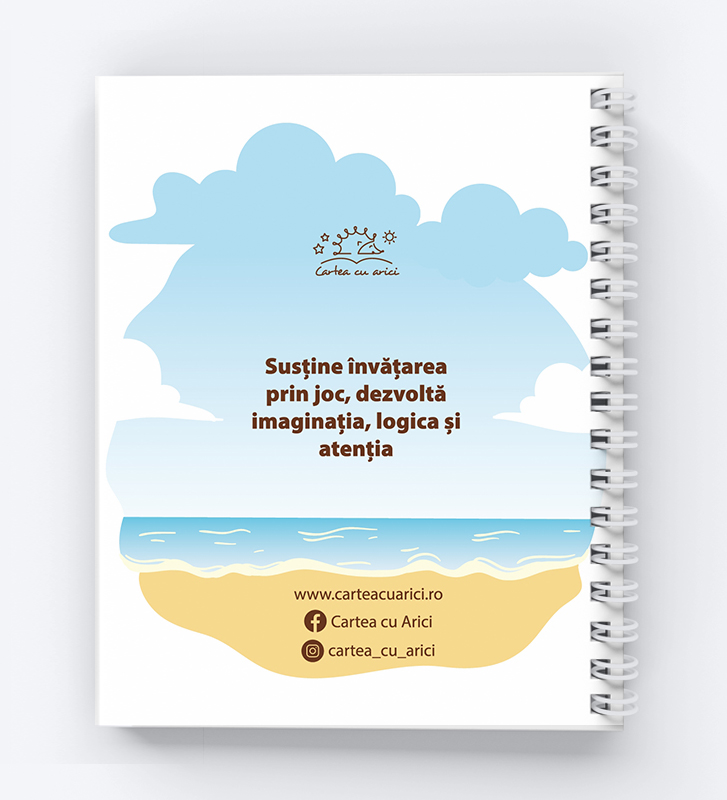 Cartea cu arici
Susține învățarea
prin joc, dezvoltă
imaginația, logica și
atenția
www.carteacuarici.ro
Cartea cu Arici
cartea_cu_arici